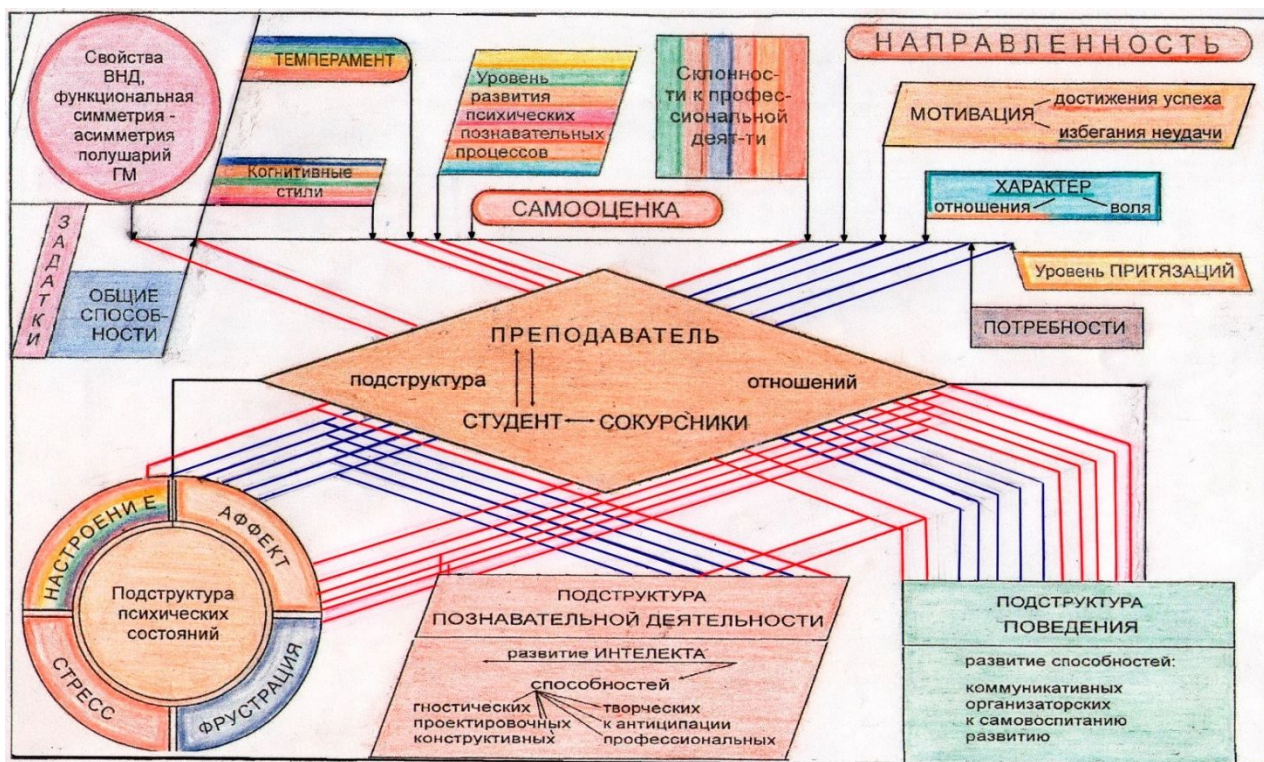 Свойства
ВНД,
функциональная
симметрия -
асимметрия
полушарий
ГМ
ТЕМПЕРАМЕНТ
Когнитивные
стили
ЗАДАТКИ
ОБЩИЕ
СПОСОБ-
НОСТИ
Уровень
развития
психических
познавательных
процессов
САМООЦЕНКА
Склоннос-
ти к профес-
сиональной
деят-ти
НАПРАВЛЕННОСТЬ
МОТИВАЦИЯ
достижения успеха
избегания неудачи
ХАРАКТЕР
отношения
воля
Уровень ПРИТЯЗАЦИЙ
ПОТРЕБНОСТИ
ПРЕПОДАВАТЕЛЬ
подструктура
отношений
СТУДЕНТ
СОКУРСНИКИ
НАСТРОЕНИЕ
АФФЕКТ
СТРЕСС
ФРУСТРАЦИЯ
Подструктура
психических
состояний
ПОДСТРУКТУРА
ПОЗНАВАТЕЛЬНОЙ ДЕЯТЕЛЬНОСТИ
развитие ИНТЕЛЕКТА
способностей
гностических
проектировочных
конструктивных
творческих
к антиципации
профессиональных
ПОДСТРУКТУРА
ПОВЕДЕНИЯ
развитие способностей:
коммуникативных
организаторских
к самовоспитанию
развитию